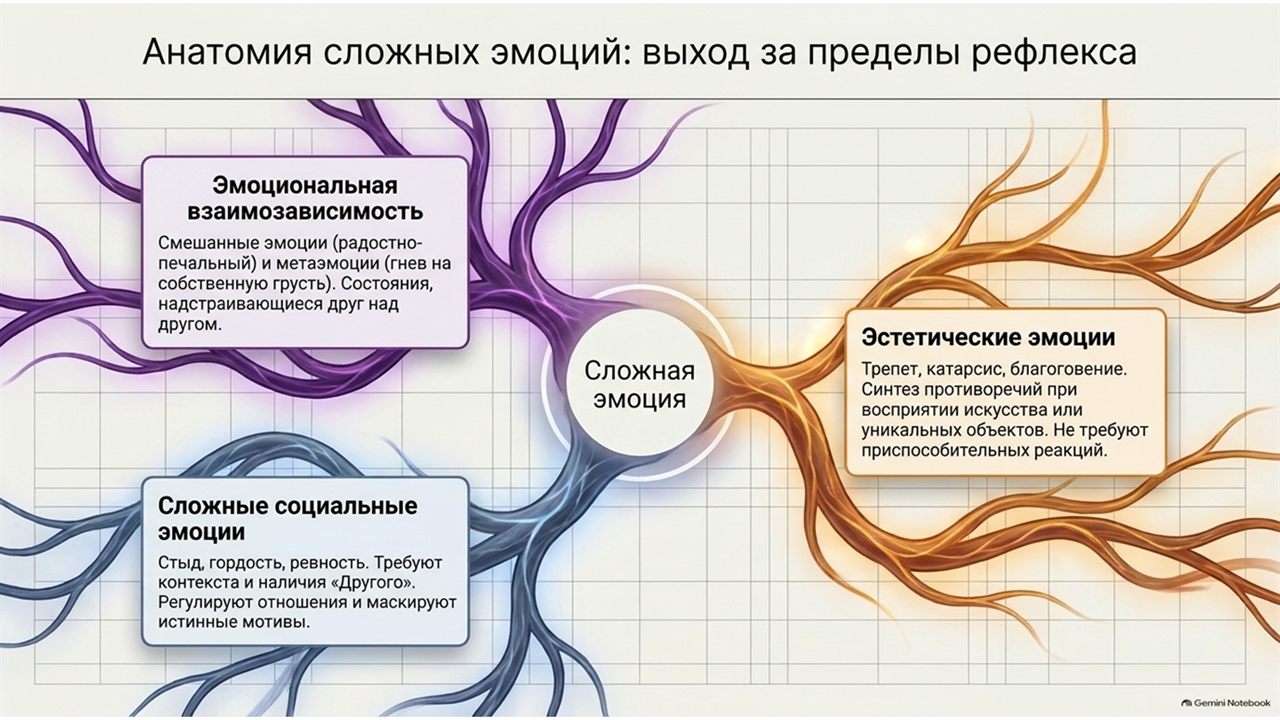 Анатомия сложных эмоций: выход за пределы рефлекса
Эмоциональная
взаимозависимость
Смешанные эмоции (радостно-
печальный) и метаэмоции (гнев на
собственную грусть). Состояния,
надстраивающиеся друг над
другом.
Сложная
эмоция
Эстетические эмоции
Трепет, катарсис, благоговение.
Синтез противоречий при
восприятии искусства или
уникальных объектов. Не требуют
приспособительных реакций.
Сложные социальные
эмоции
Стыд, гордость, ревность. Требуют
контекста и наличия «Другого».
Регулируют отношения и маскируют
истинные мотивы.
Gemini Notebook